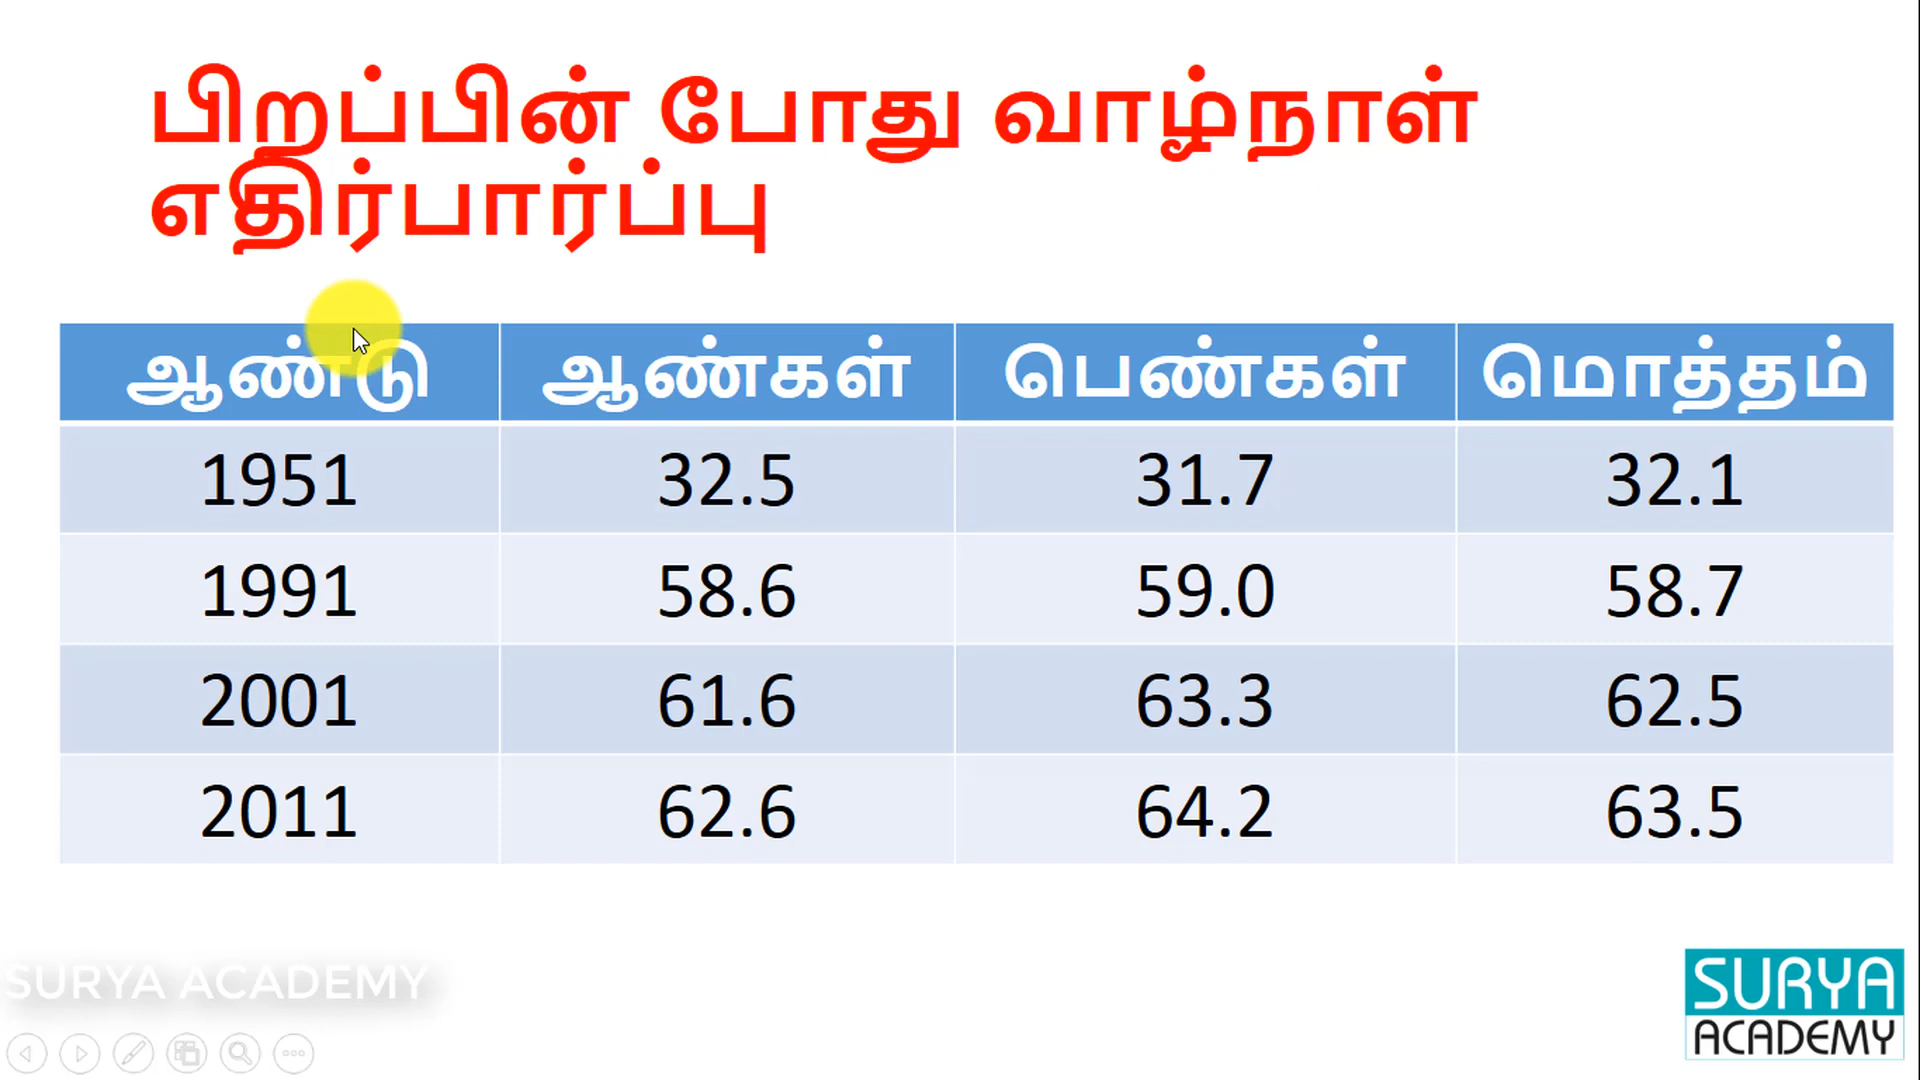 பிறப்பின் போது வாழ்நாள்
எதிர்பார்ப்பு
ஆண்டு ஆண்கள் பெண்கள் மொத்தம்
1951 32.5 31.7 32.1
1991 58.6 59.0 58.7
2001 61.6 63.3 62.5
2011 62.6 64.2 63.5
SURYA ACADEMY
SURYA
ACADEMY